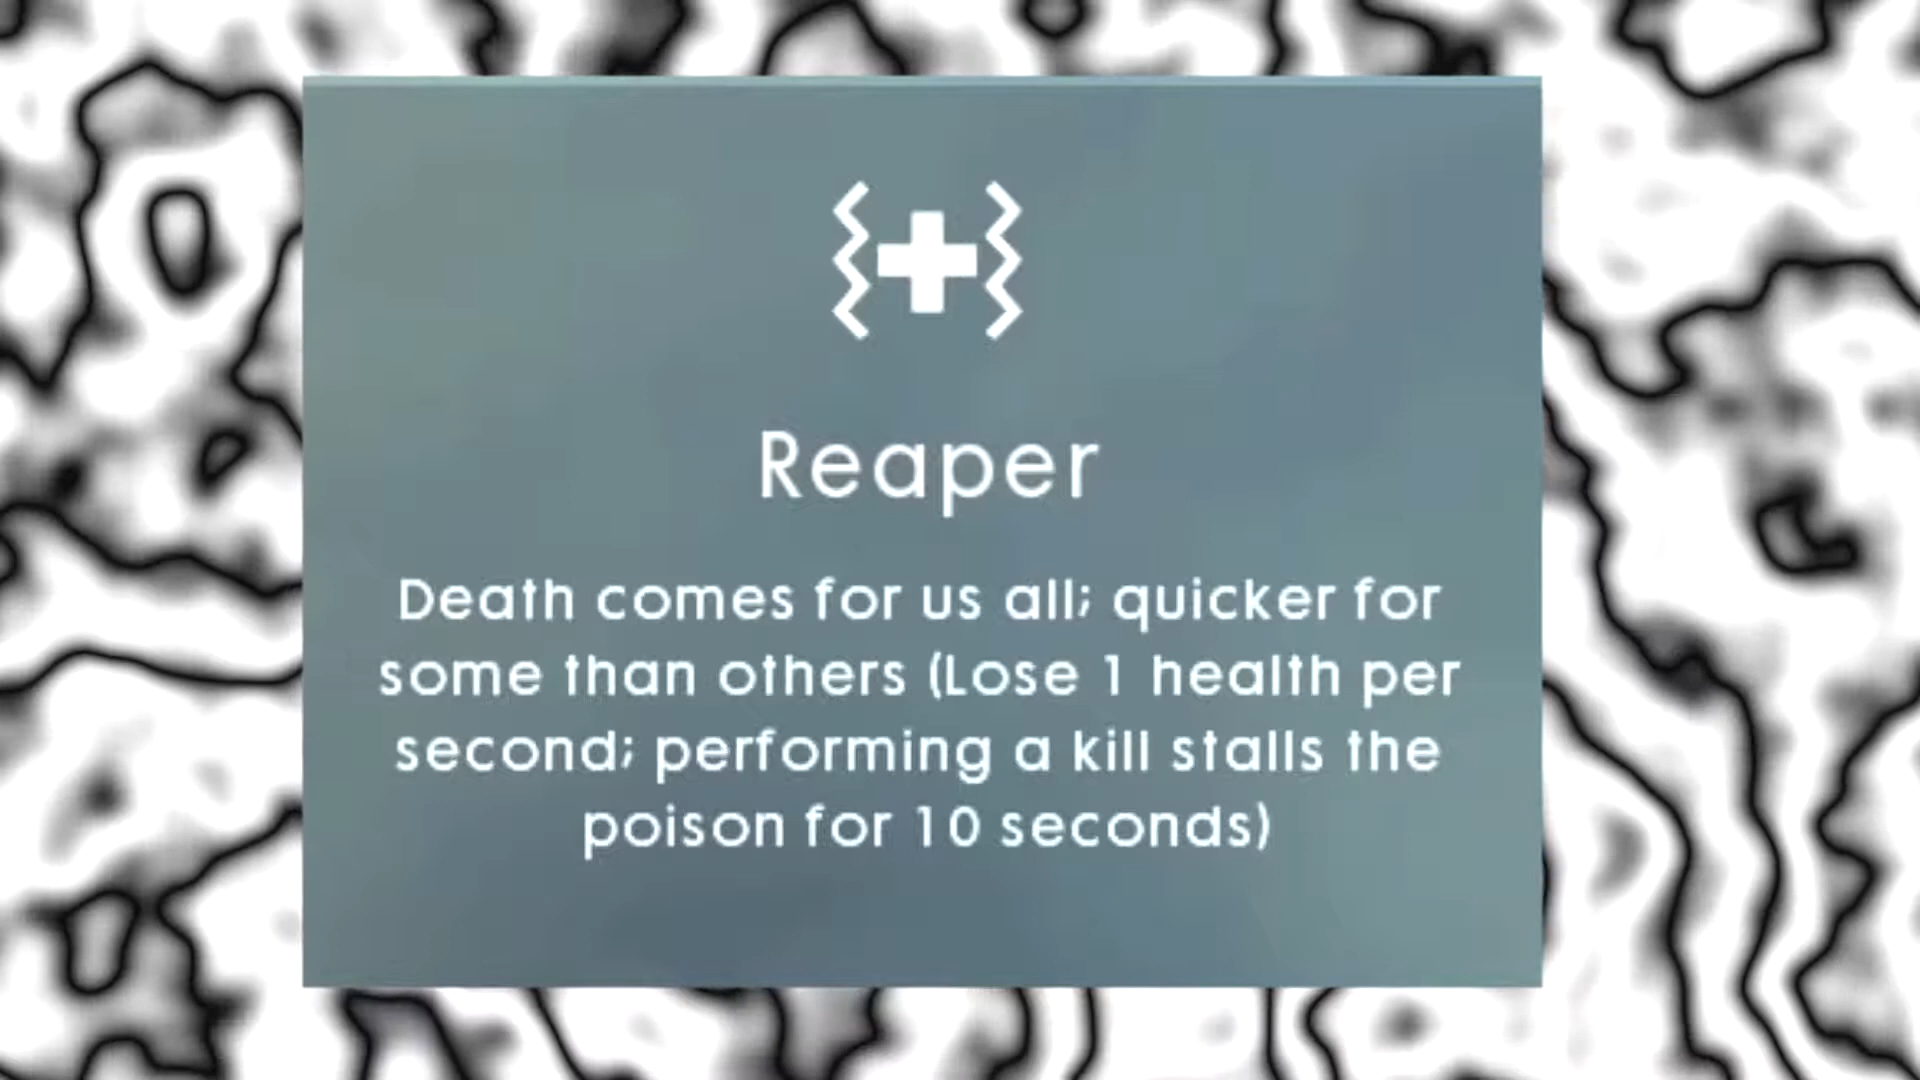 Reaper
Death comes for us all; quicker for
some than others (Lose 1 health per
second; performing a kill stalls the
poison for 10 seconds)